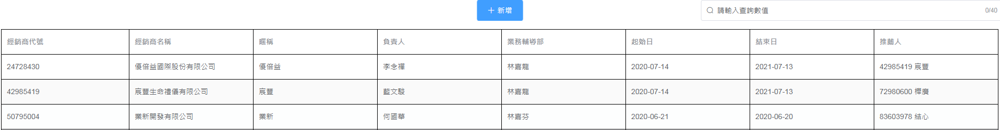 新增
請輸入查詢數值 0/40
經銷商代號 經銷商名稱 暱稱 負責人 業務輔導部 起始日 結束日 推薦人
24728430 優倍益國際股份有限公司 優倍益 李念禪 林嘉龍 2020-07-14 2021-07-13 42985419 宸豐
42985419 宸豐生命禮儀有限公司 宸豐 藍文駿 林嘉龍 2020-07-14 2021-07-13 72980600 樺廣
50795004 業新開發有限公司 業新 何國華 林嘉芬 2020-06-21 2020-06-20 83603978 結心